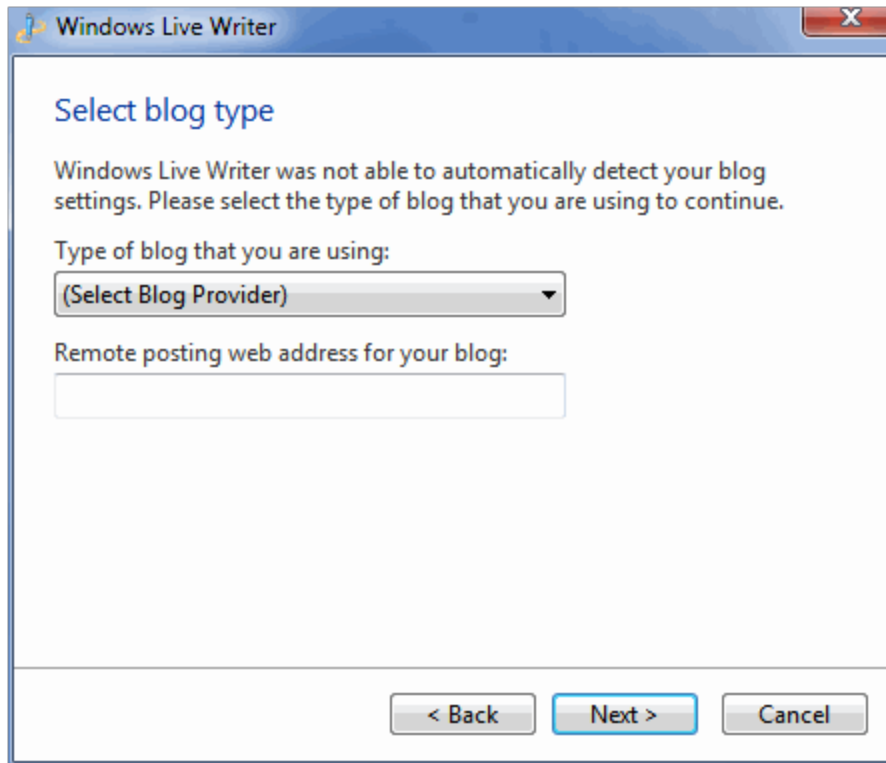 Windows Live Writer
Select blog type
Windows Live Writer was not able to automatically detect your blog
settings. Please select the type of blog that you are using to continue.
Type of blog that you are using:
(Select Blog Provider)
Remote posting web address for your blog:
< Back Next > Cancel